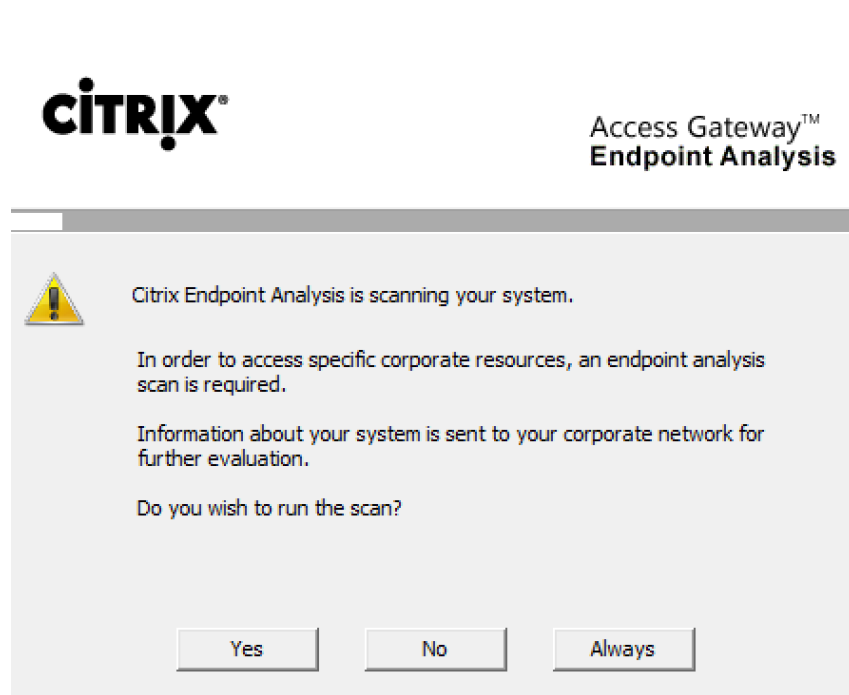 CİTRỊX®
Access Gateway™
Endpoint Analysis
Citrix Endpoint Analysis is scanning your system.
In order to access specific corporate resources, an endpoint analysis
scan is required.
Information about your system is sent to your corporate network for
further evaluation.
Do you wish to run the scan?
Yes
No
Always